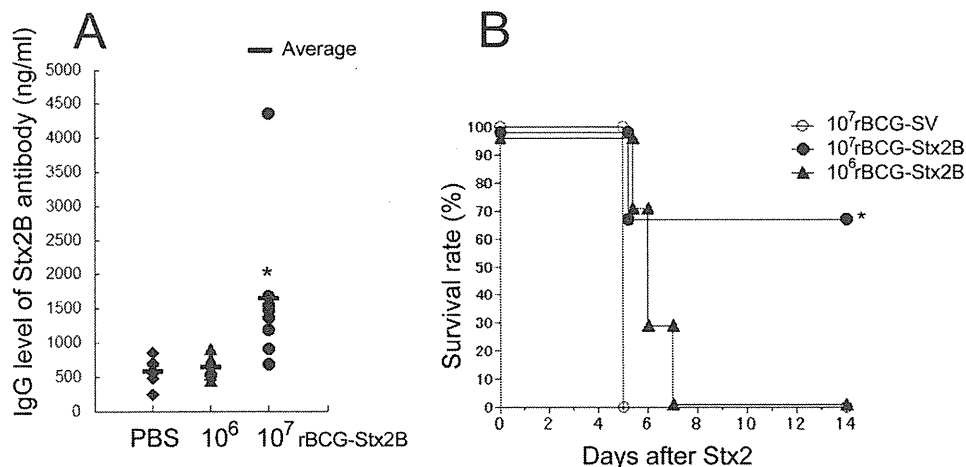 A
Average
IgG level of Stx2B antibody (ng/ml)
5000
4500
4000
3500
3000
2500
2000
1500
1000
500
0
*
PBS 10⁶ 10⁷ rBCG-Stx2B
B
10⁷rBCG-SV
10⁷rBCG-Stx2B
10⁶rBCG-Stx2B
Survival rate (%)
100
90
80
70
60
50
40
30
20
10
0
*
0 2 4 6 8 10 12 14
Days after Stx2